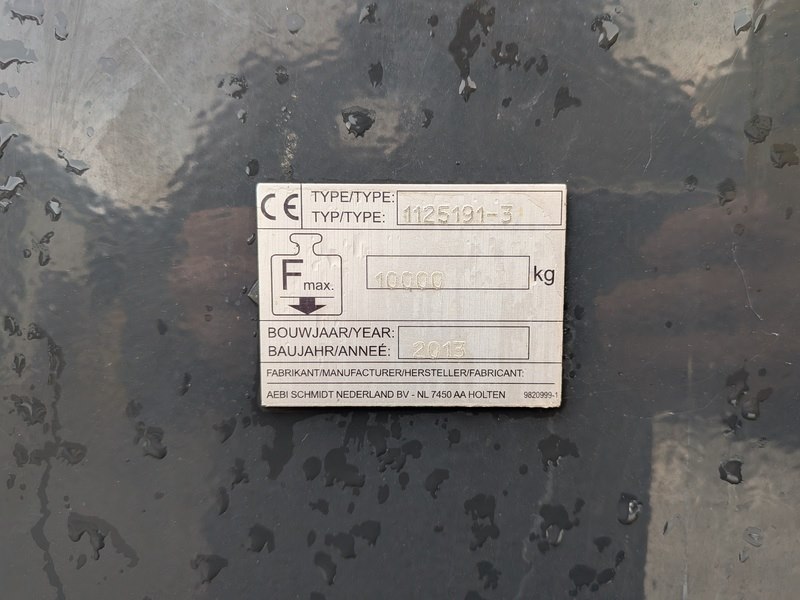 CE
TYPE/TYPE:
TYP/TYPE: 1125191-3
F max. 10000 kg
BOUWJAAR/YEAR:
BAUJAHR/ANNEÉ: 2013
FABRIKANT/MANUFACTURER/HERSTELLER/FABRICANT:
AEBI SCHMIDT NEDERLAND BV - NL 7450 AA HOLTEN 9820999-1